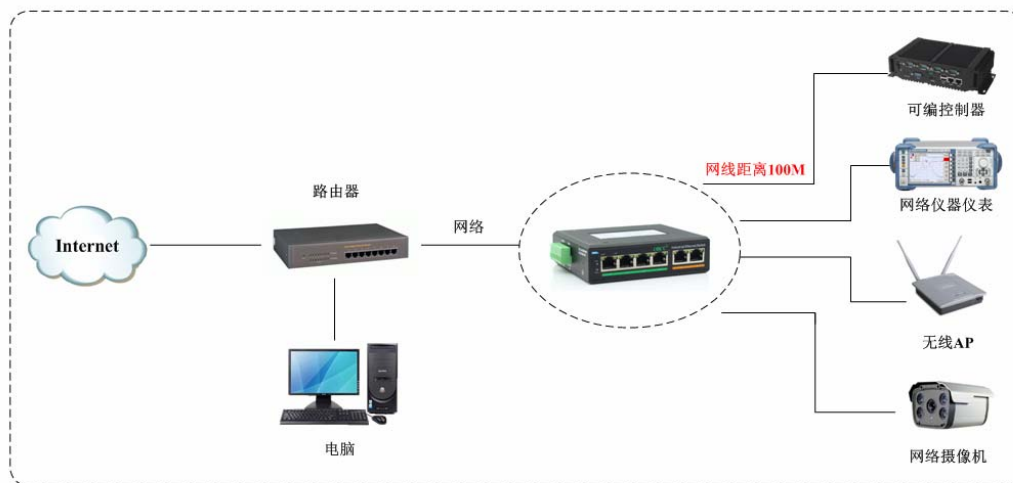 可编控制器
网线距离100M
网络仪器仪表
路由器
网络
Internet
无线AP
电脑
网络摄像机